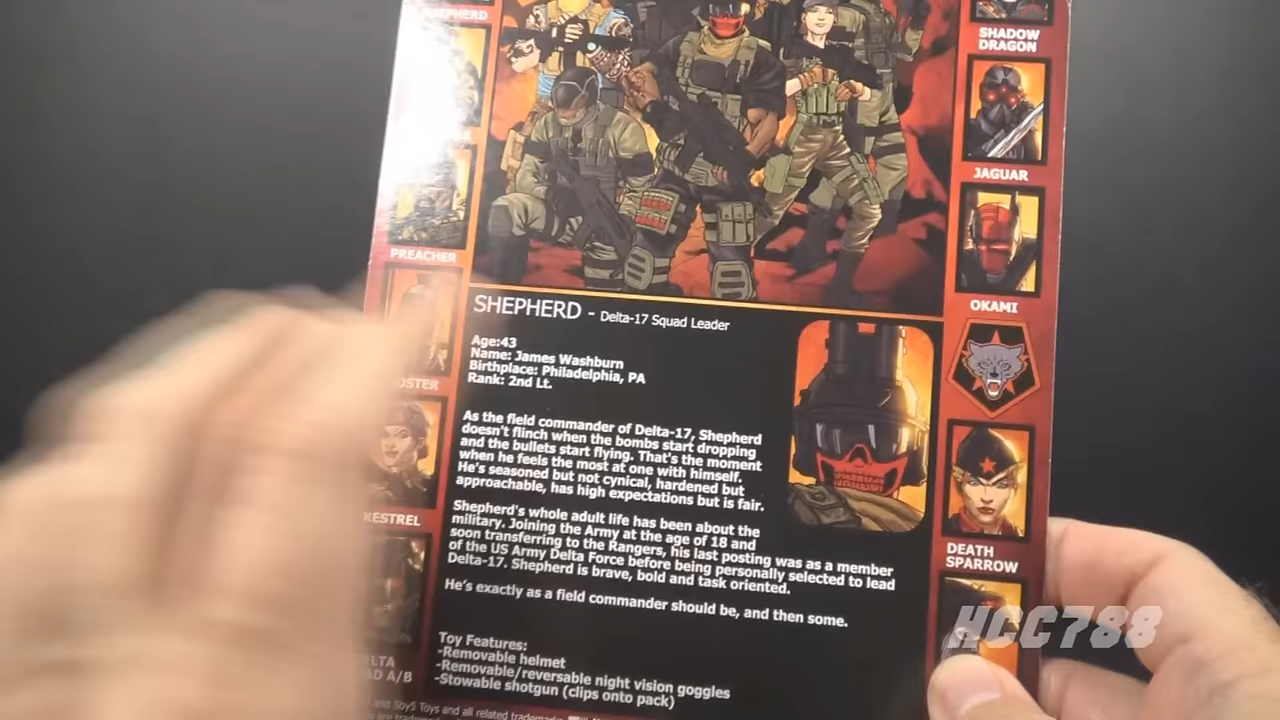 SHADOW
DRAGON
JAGUAR
PREACHER
OKAMI
SHEPHERD - Delta-17 Squad Leader
Age:43
Name: James Washburn
Birthplace: Philadelphia, PA
Rank: 2nd Lt.
As the field commander of Delta-17, Shepherd
doesn't flinch when the bombs start dropping
and the bullets start flying. That's the moment
when he feels the most at one with himself.
He's seasoned but not cynical, hardened but
approachable, has high expectations but is fair.
Shepherd's whole adult life has been about the
military. Joining the Army at the age of 18 and
soon transferring to the Rangers, his last posting was as a member
of the US Army Delta Force before being personally selected to lead
Delta-17. Shepherd is brave, bold and task oriented.
He's exactly as a field commander should be, and then some.
Toy Features:
-Removable helmet
-Removable/reversable night vision goggles
-Stowable shotgun (clips onto pack)
KESTREL
DEATH
SPARROW
A/B
and all related
HCC788